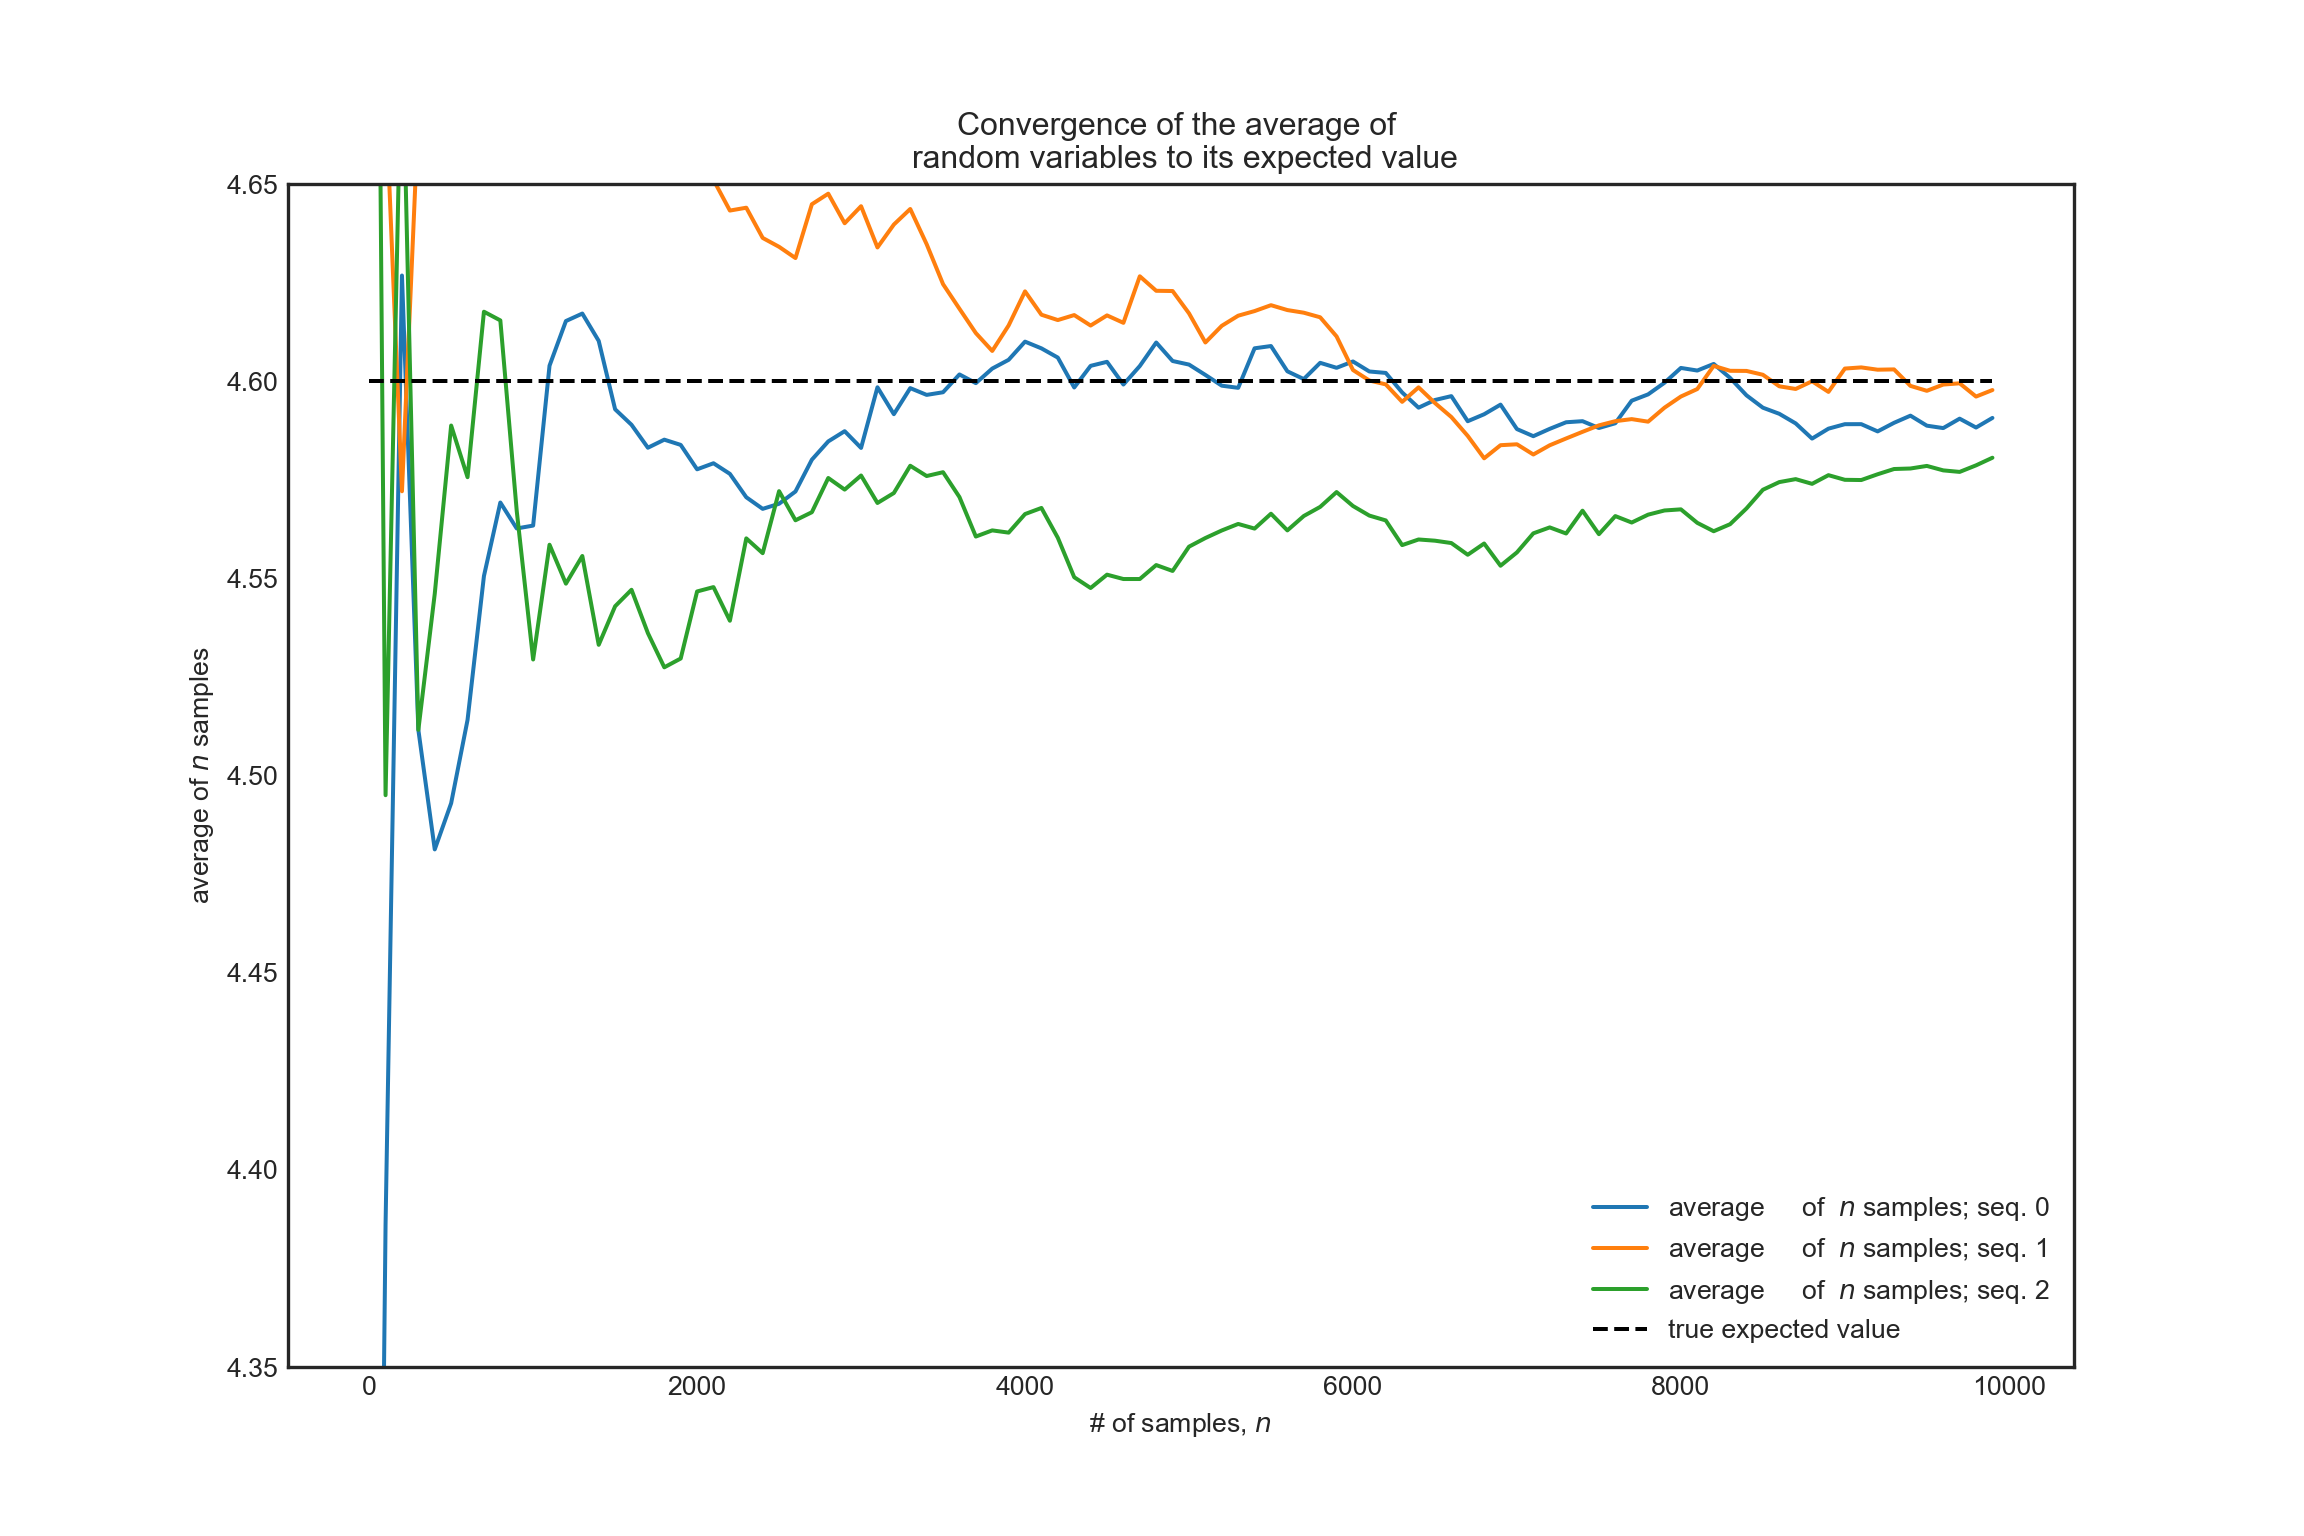 Convergence of the average of
random variables to its expected value
4.65
4.60
4.55
4.50
4.45
4.40
4.35
average of n samples
0
2000
4000
6000
8000
10000
# of samples, n
average of n samples; seq. 0
average of n samples; seq. 1
average of n samples; seq. 2
true expected value